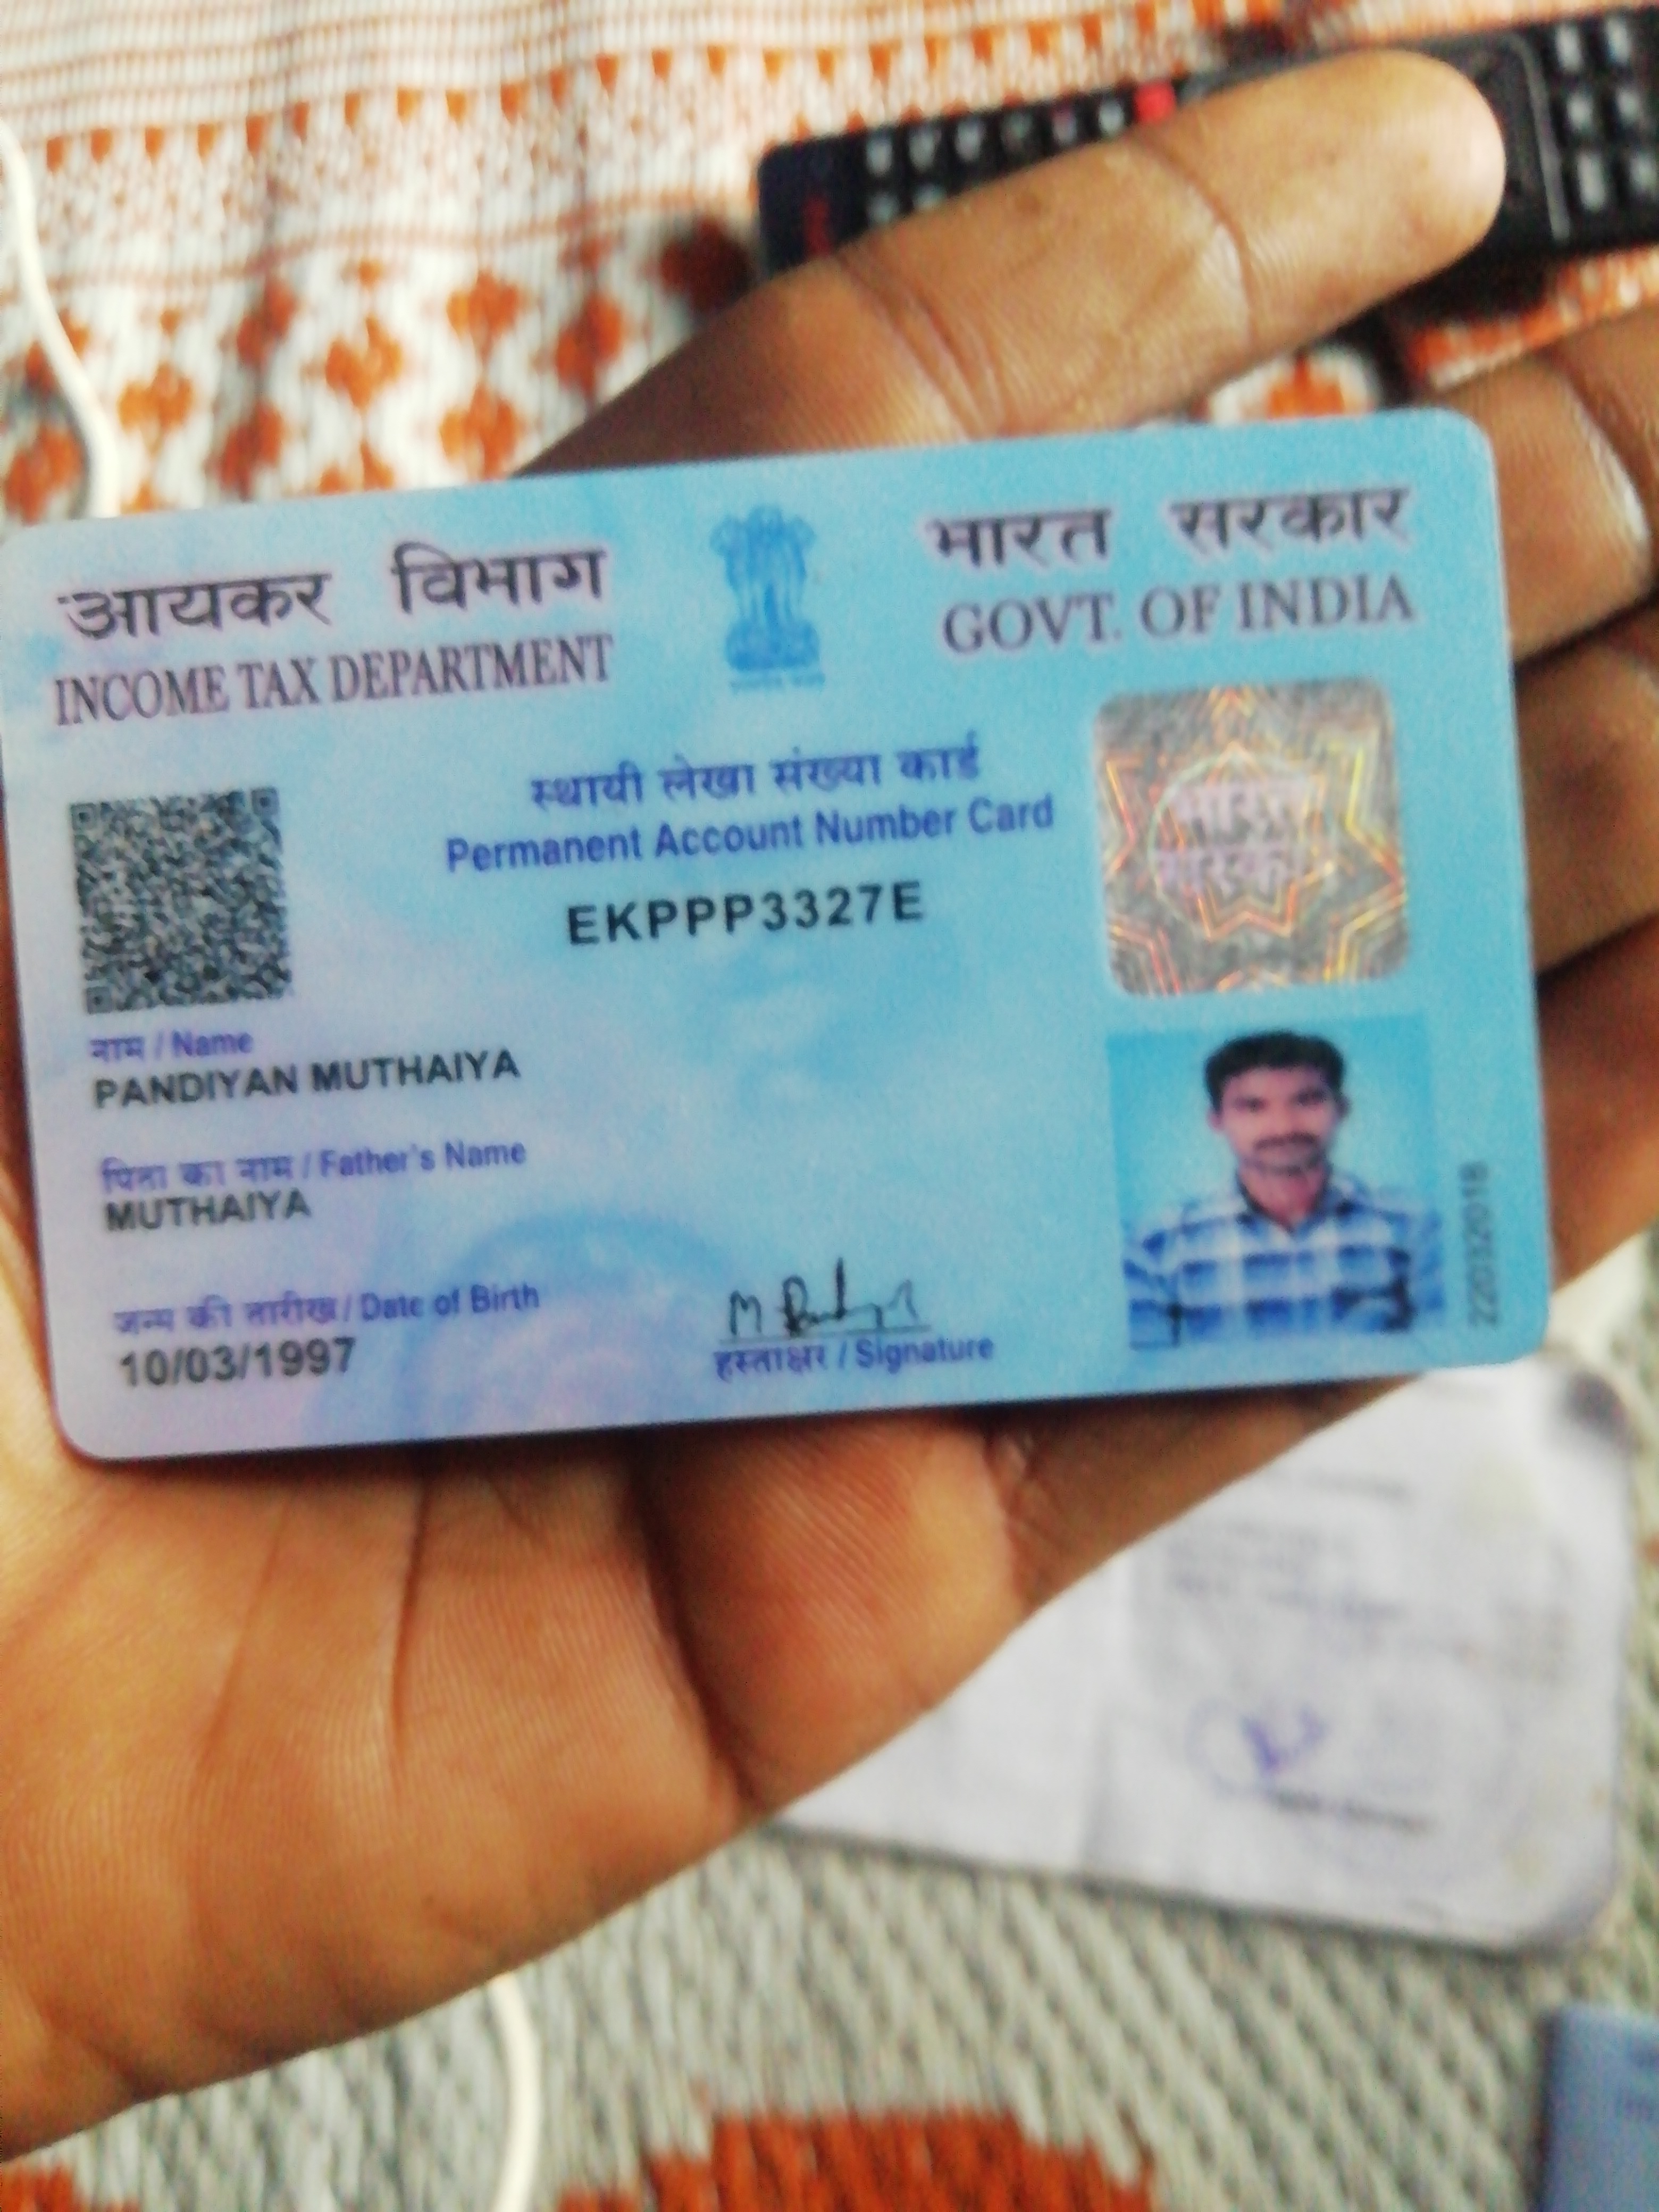 आयकर विभाग
INCOME TAX DEPARTMENT
भारत सरकार
GOVT. OF INDIA
स्थायी लेखा संख्या कार्ड
Permanent Account Number Card
EKPPP3327E
नाम / Name
PANDIYAN MUTHAIYA
पिता का नाम / Father's Name
MUTHAIYA
जन्म की तारीख / Date of Birth
10/03/1997
हस्ताक्षर / Signature
22032018